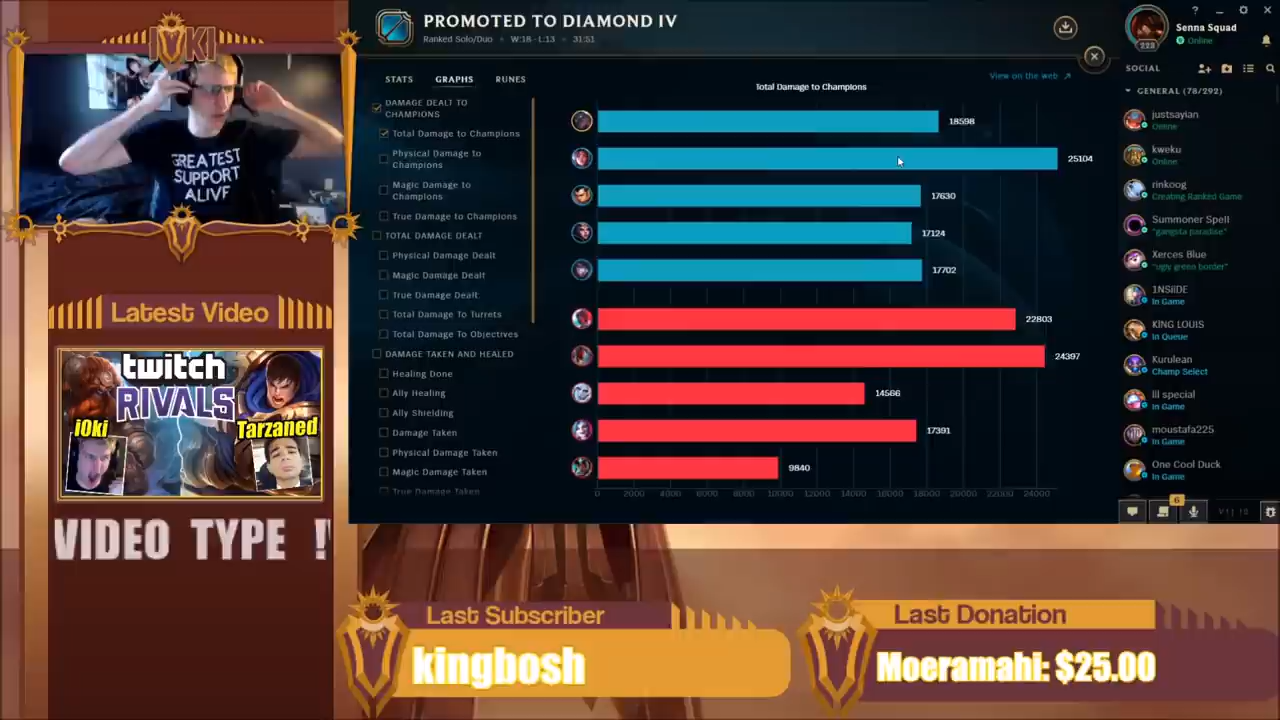 IOKI
GREATEST
SUPPORT
ALIVE
Latest Video
twitch
RIVALS
iOki
Tarzaned
VIDEO TYPE !
PROMOTED TO DIAMOND IV
Ranked Solo/Duo • W:18 - L:13 • 31:51
STATS GRAPHS RUNES
View on the web
DAMAGE DEALT TO
CHAMPIONS
Total Damage to Champions
Physical Damage to
Champions
Magic Damage to
Champions
True Damage to Champions
TOTAL DAMAGE DEALT
Physical Damage Dealt
Magic Damage Dealt
True Damage Dealt
Total Damage To Turrets
Total Damage To Objectives
DAMAGE TAKEN AND HEALED
Healing Done
Ally Healing
Ally Shielding
Damage Taken
Physical Damage Taken
Magic Damage Taken
True Damage Taken
Total Damage to Champions
18598
25104
17630
17124
17702
22803
24397
14566
17391
9840
0 2000 4000 6000 8000 10000 12000 14000 16000 18000 20000 22000 24000
?
222
Senna Squad
Online
SOCIAL
GENERAL (78/292)
justsayian
Online
kweku
Online
rinkoog
Creating Ranked Game
Summoner Spell
"gangsta paradise"
Xerces Blue
"ugly green border"
1NSIIDE
In Game
KING LOUIS
In Queue
Kurulean
Champ Select
lil special
In Game
moustafa225
In Game
One Cool Duck
In Game
6
Last Subscriber
kingbosh
Last Donation
Moeramahl: $25.00